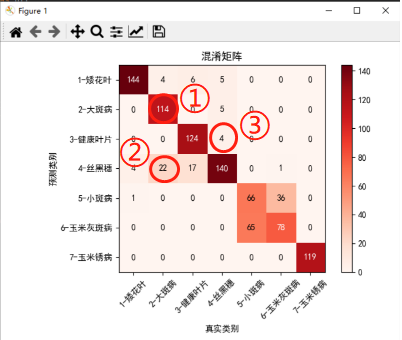 Figure 1
混淆矩阵
1-矮花叶 144 4 6 5 0 0 0
2-大斑病 0 114 0 5 0 0 0
①
3-健康叶片 0 0 124 4 0 0 0
③
②
4-丝黑穗 4 22 17 140 0 1 0
5-小斑病 1 0 0 0 66 36 0
6-玉米灰斑病 0 0 0 0 65 78 0
7-玉米锈病 0 0 0 0 0 0 119
预测类别
1-矮花叶
2-大斑病
3-健康叶片
4-丝黑穗
5-小斑病
6-玉米灰斑病
7-玉米锈病
真实类别
140
120
100
80
60
40
20
0